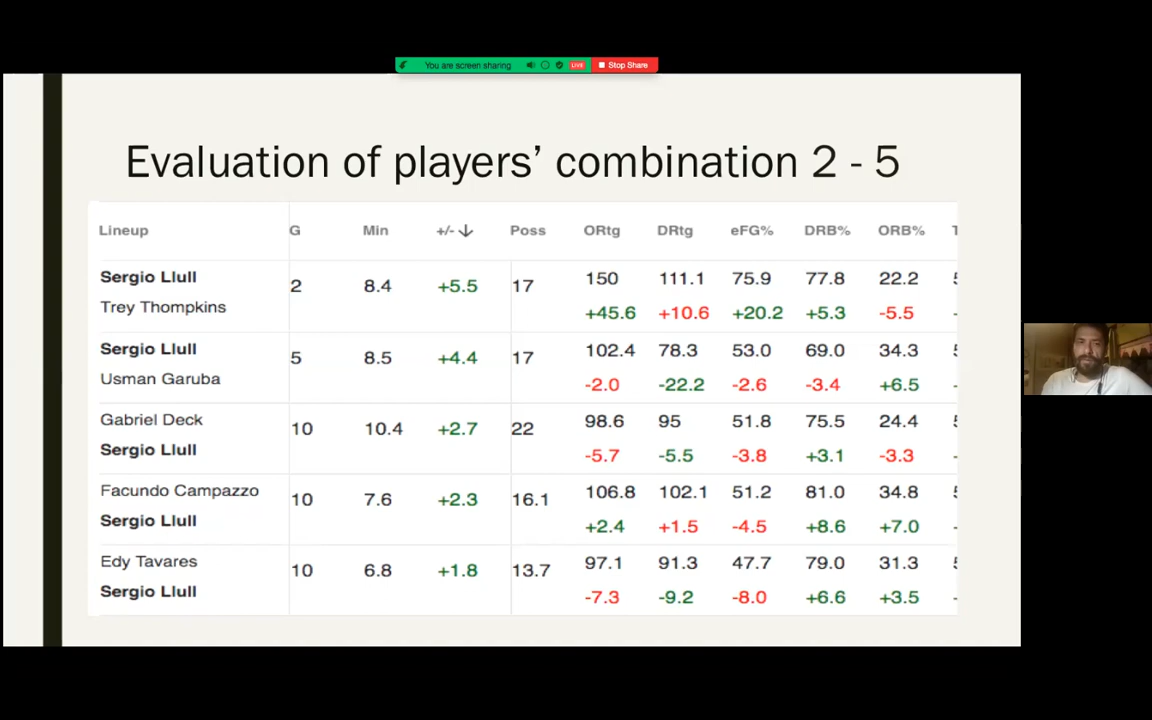 You are screen sharing LIVE Stop Share
Evaluation of players’ combination 2 - 5
Lineup G Min +/- ↓ Poss ORtg DRtg eFG% DRB% ORB% T
Sergio Llull
Trey Thompkins
2 8.4 +5.5 17
150 111.1 75.9 77.8 22.2
+45.6 +10.6 +20.2 +5.3 -5.5
Sergio Llull
Usman Garuba
5 8.5 +4.4 17
102.4 78.3 53.0 69.0 34.3
-2.0 -22.2 -2.6 -3.4 +6.5
Gabriel Deck
Sergio Llull
10 10.4 +2.7 22
98.6 95 51.8 75.5 24.4
-5.7 -5.5 -3.8 +3.1 -3.3
Facundo Campazzo
Sergio Llull
10 7.6 +2.3 16.1
106.8 102.1 51.2 81.0 34.8
+2.4 +1.5 -4.5 +8.6 +7.0
Edy Tavares
Sergio Llull
10 6.8 +1.8 13.7
97.1 91.3 47.7 79.0 31.3
-7.3 -9.2 -8.0 +6.6 +3.5